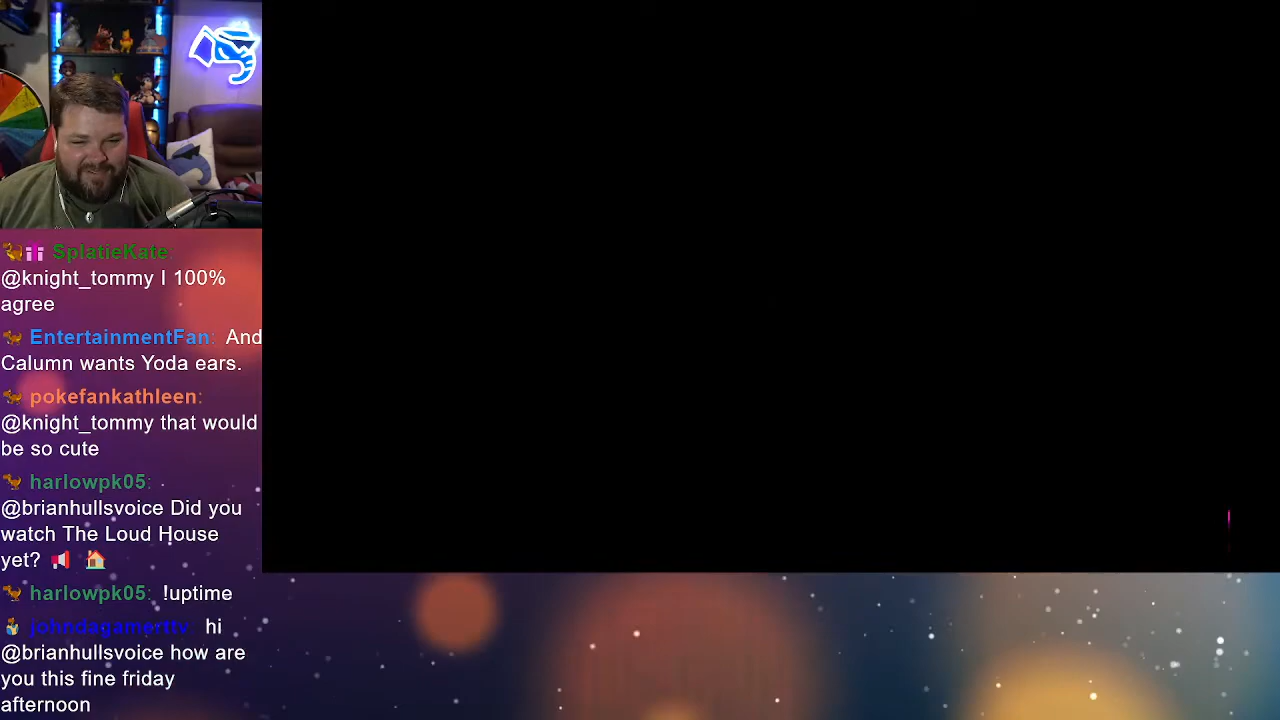 SplatieKate:
@knight_tommy I 100%
agree
EntertainmentFan: And
Calumn wants Yoda ears.
pokefankathleen:
@knight_tommy that would
be so cute
harlowpk05:
@brianhullsvoice Did you
watch The Loud House
yet?
harlowpk05: !uptime
johndagamerttv: hi
@brianhullsvoice how are
you this fine friday
afternoon